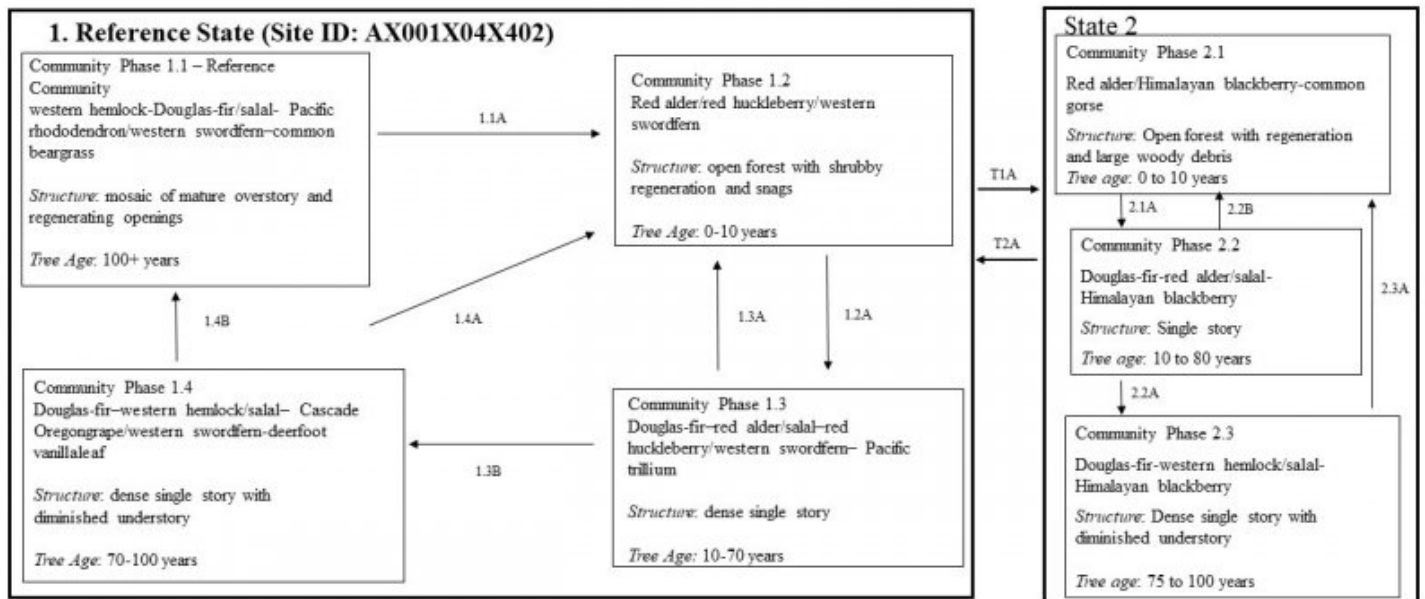 1. Reference State (Site ID: AX001X04X402)
Community Phase 1.1 – Reference
Community
western hemlock-Douglas-fir/salal- Pacific
rhododendron/western swordfern–common
beargrass
Structure: mosaic of mature overstory and
regenerating openings
Tree Age: 100+ years
1.1A
Community Phase 1.2
Red alder/red huckleberry/western
swordfern
Structure: open forest with shrubby
regeneration and snags
Tree Age: 0-10 years
1.4B
1.4A
1.3A
1.2A
Community Phase 1.4
Douglas-fir–western hemlock/salal– Cascade
Oregongrape/western swordfern-deerfoot
vanillaleaf
Structure: dense single story with
diminished understory
Tree Age: 70-100 years
1.3B
Community Phase 1.3
Douglas-fir–red alder/salal–red
huckleberry/western swordfern– Pacific
trillium
Structure: dense single story
Tree Age: 10-70 years
T1A
T2A
State 2
Community Phase 2.1
Red alder/Himalayan blackberry-common
gorse
Structure: Open forest with regeneration
and large woody debris
Tree age: 0 to 10 years
2.1A
2.2B
Community Phase 2.2
Douglas-fir-red alder/salal-
Himalayan blackberry
Structure: Single story
Tree age: 10 to 80 years
2.3A
2.2A
Community Phase 2.3
Douglas-fir-western hemlock/salal-
Himalayan blackberry
Structure: Dense single story with
diminished understory
Tree age: 75 to 100 years